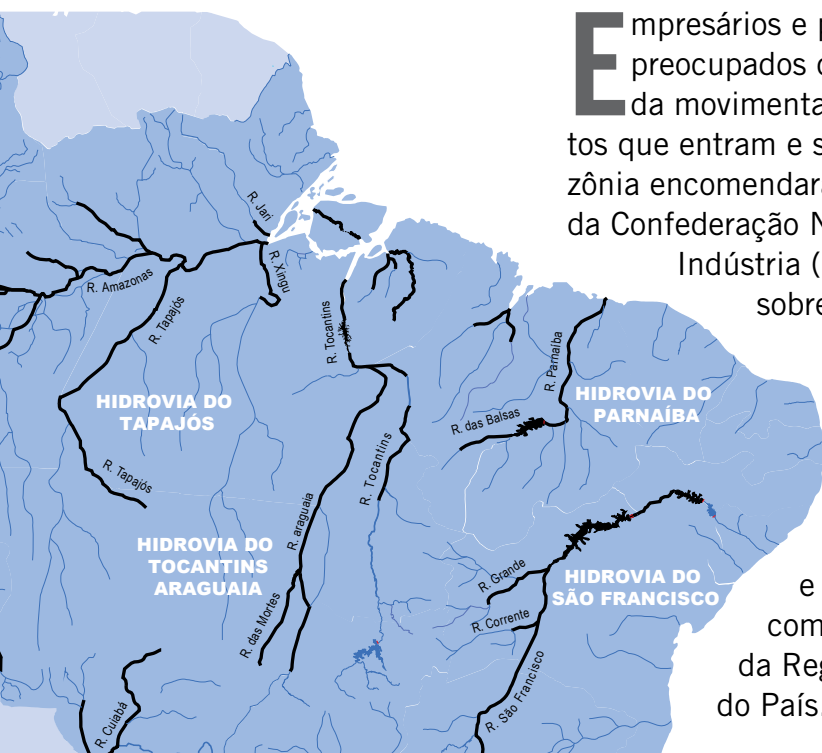 Empresários e
preocupados
da movimenta
tos que entram e
zônia encomendara
da Confederação N
Indústria (
sobre
e
com
da Reg
do País.
R. Jari
R. Xingu
R. Amazonas
R. Tapajós
R. Tocantins
R. Parnaíba
HIDROVIA DO
TAPAJÓS
HIDROVIA DO
PARNAÍBA
R. das Balsas
R. Tapajós
R. Tocantins
R. araguaia
HIDROVIA DO
TOCANTINS
ARAGUAIA
R. Grande
HIDROVIA DO
SÃO FRANCISCO
R. Corrente
R. das Mortes
R. São Francisco
R. Cuiabá